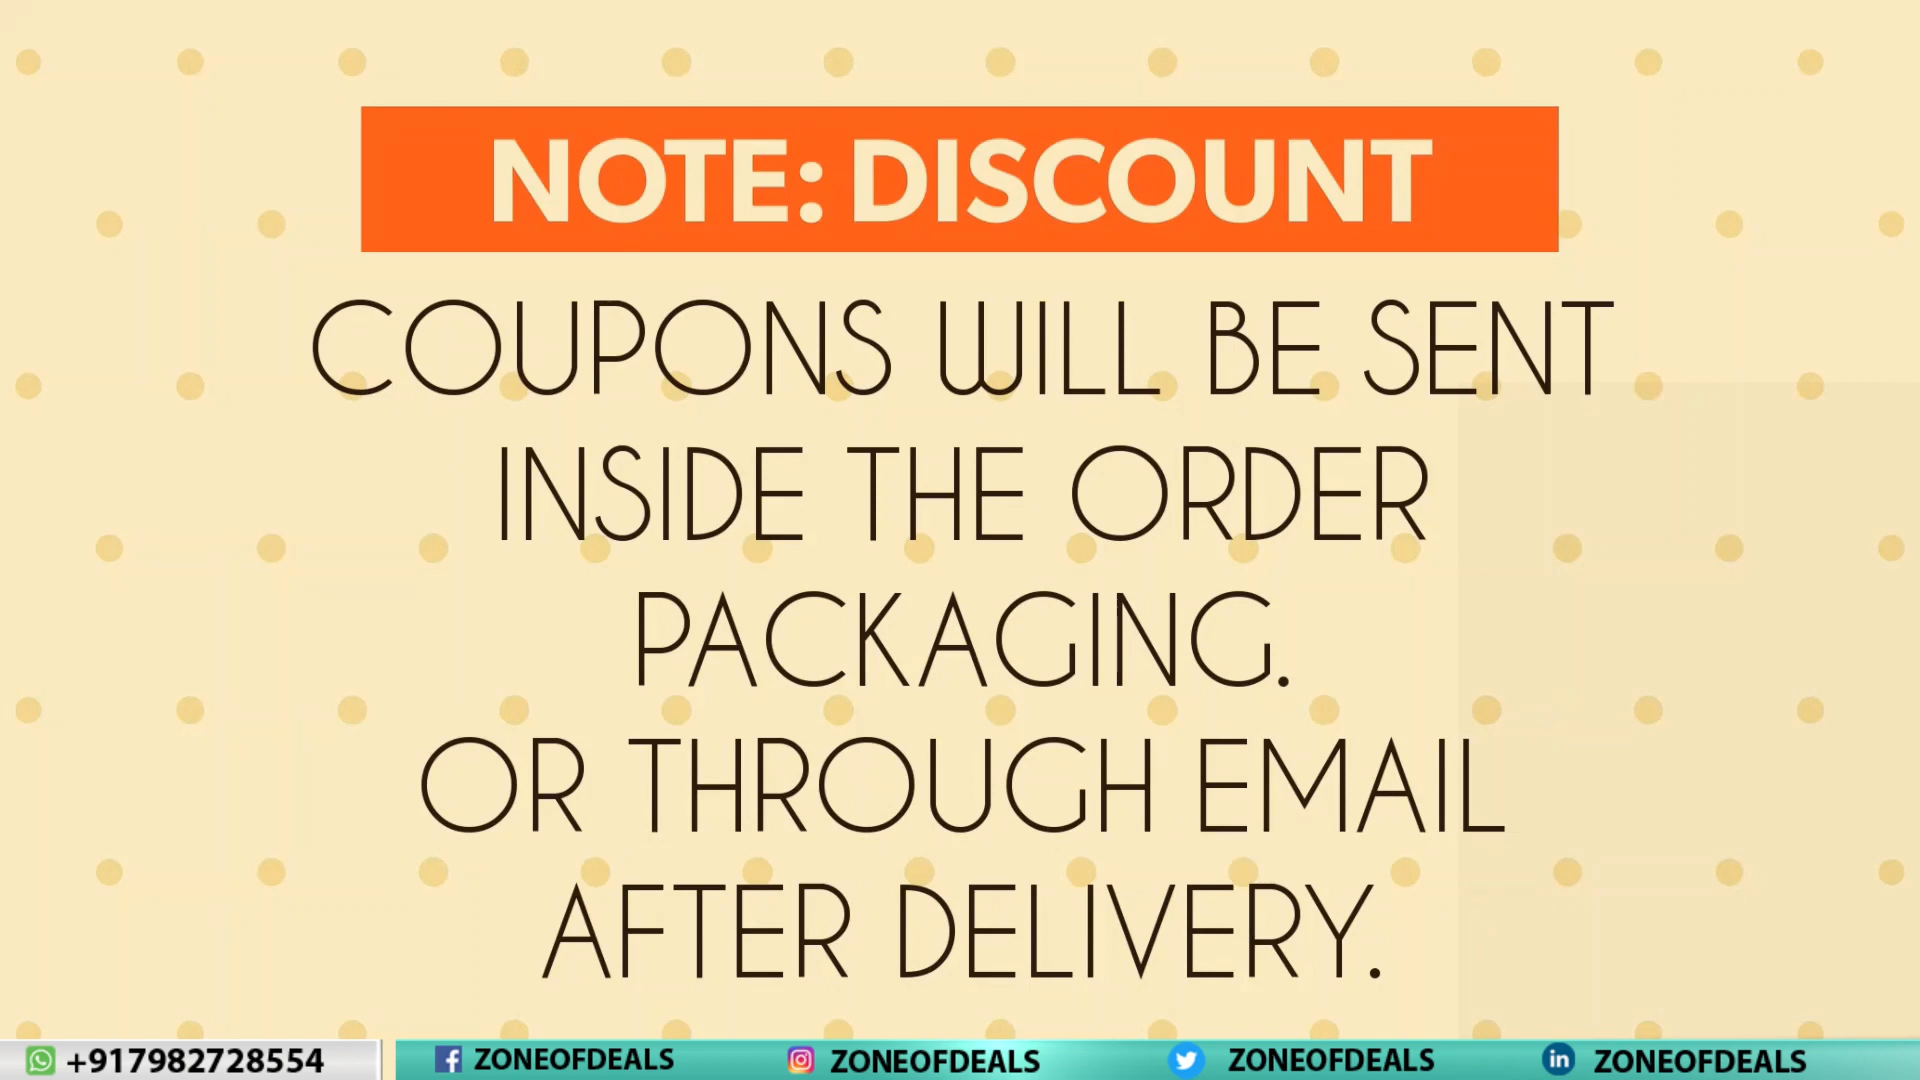 NOTE: DISCOUNT
COUPONS WILL BE SENT
INSIDE THE ORDER
PACKAGING.
OR THROUGH EMAIL
AFTER DELIVERY.
+917982728554 ZONEOFDEALS ZONEOFDEALS ZONEOFDEALS ZONEOFDEALS